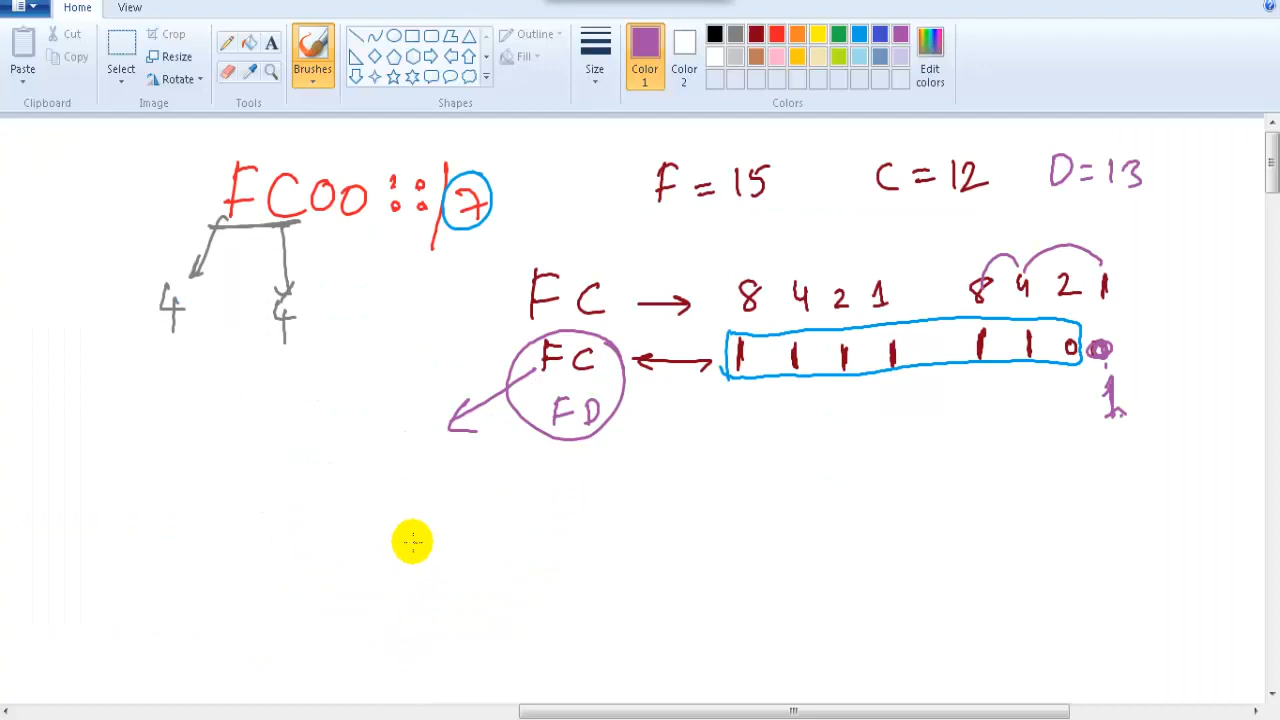 Home View
Cut
Crop
Outline
Paste
Copy
Select
Resize
Rotate
Brushes
Fill
Size
Color 1
Color 2
Edit colors
Clipboard Image Tools Shapes Colors
FC00::/7 F = 15 C = 12 D = 13
4 4
FC → 8 4 2 1 8 4 2 1
FC 1 1 1 1 1 1 0 0
FD 1